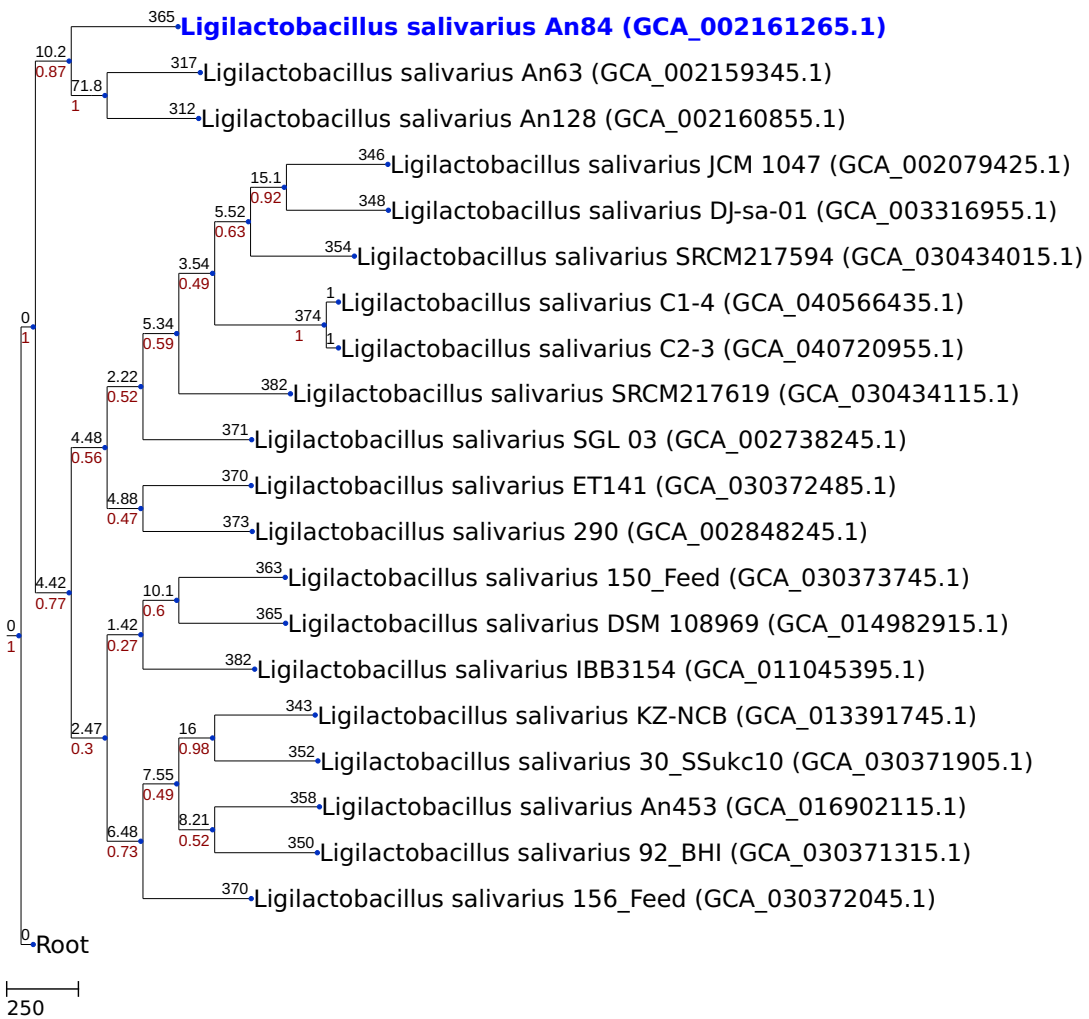 365
Ligilactobacillus salivarius An84 (GCA_002161265.1)
10.2
0.87
317
Ligilactobacillus salivarius An63 (GCA_002159345.1)
71.8
1
312
Ligilactobacillus salivarius An128 (GCA_002160855.1)
346
Ligilactobacillus salivarius JCM 1047 (GCA_002079425.1)
15.1
0.92
348
Ligilactobacillus salivarius DJ-sa-01 (GCA_003316955.1)
5.52
0.63
354
Ligilactobacillus salivarius SRCM217594 (GCA_030434015.1)
3.54
0.49
1
Ligilactobacillus salivarius C1-4 (GCA_040566435.1)
374
1
1
Ligilactobacillus salivarius C2-3 (GCA_040720955.1)
0
1
5.34
0.59
382
Ligilactobacillus salivarius SRCM217619 (GCA_030434115.1)
2.22
0.52
371
Ligilactobacillus salivarius SGL 03 (GCA_002738245.1)
4.48
0.56
370
Ligilactobacillus salivarius ET141 (GCA_030372485.1)
4.88
0.47
373
Ligilactobacillus salivarius 290 (GCA_002848245.1)
363
Ligilactobacillus salivarius 150_Feed (GCA_030373745.1)
4.42
0.77
10.1
0.6
365
Ligilactobacillus salivarius DSM 108969 (GCA_014982915.1)
0
1
1.42
0.27
382
Ligilactobacillus salivarius IBB3154 (GCA_011045395.1)
343
Ligilactobacillus salivarius KZ-NCB (GCA_013391745.1)
2.47
0.3
16
0.98
352
Ligilactobacillus salivarius 30_SSukc10 (GCA_030371905.1)
7.55
0.49
358
Ligilactobacillus salivarius An453 (GCA_016902115.1)
8.21
0.52
6.48
0.73
350
Ligilactobacillus salivarius 92_BHI (GCA_030371315.1)
370
Ligilactobacillus salivarius 156_Feed (GCA_030372045.1)
0
Root
250